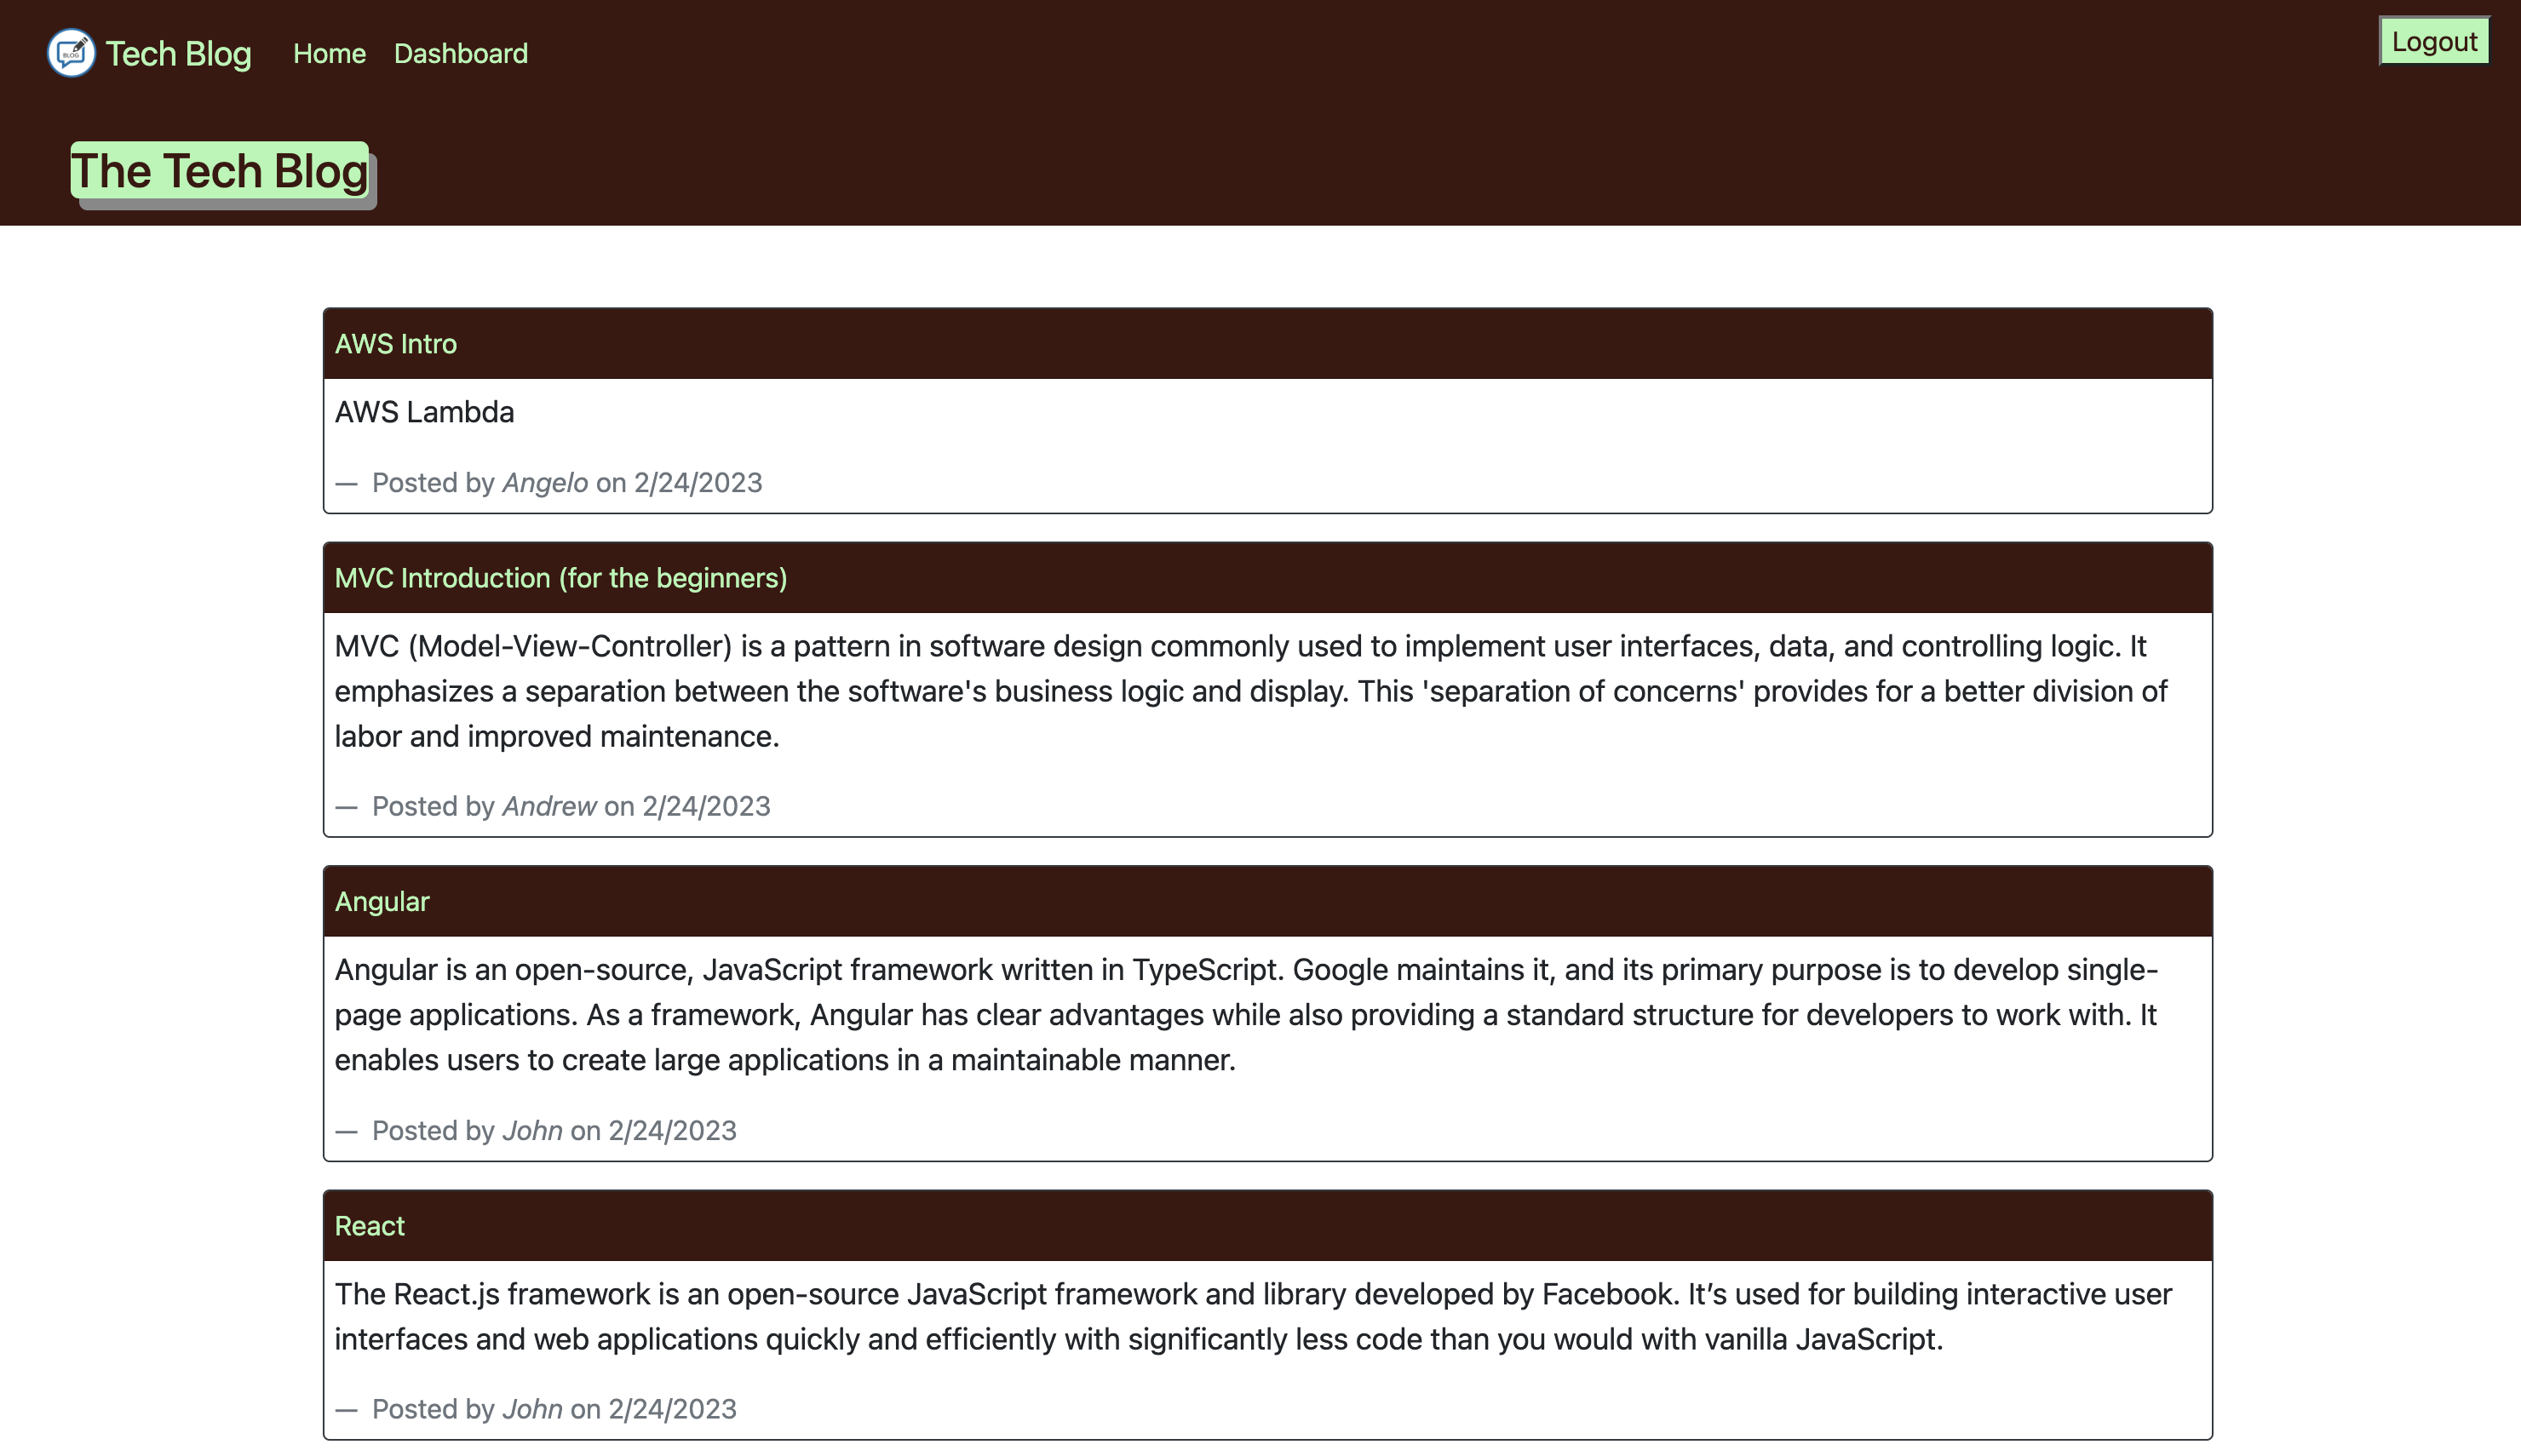 BLOG
Tech Blog
Home
Dashboard
Logout
The Tech Blog
AWS Intro
AWS Lambda
— Posted by Angelo on 2/24/2023
MVC Introduction (for the beginners)
MVC (Model-View-Controller) is a pattern in software design commonly used to implement user interfaces, data, and controlling logic. It
emphasizes a separation between the software's business logic and display. This 'separation of concerns' provides for a better division of
labor and improved maintenance.
— Posted by Andrew on 2/24/2023
Angular
Angular is an open-source, JavaScript framework written in TypeScript. Google maintains it, and its primary purpose is to develop single-
page applications. As a framework, Angular has clear advantages while also providing a standard structure for developers to work with. It
enables users to create large applications in a maintainable manner.
— Posted by John on 2/24/2023
React
The React.js framework is an open-source JavaScript framework and library developed by Facebook. It’s used for building interactive user
interfaces and web applications quickly and efficiently with significantly less code than you would with vanilla JavaScript.
— Posted by John on 2/24/2023